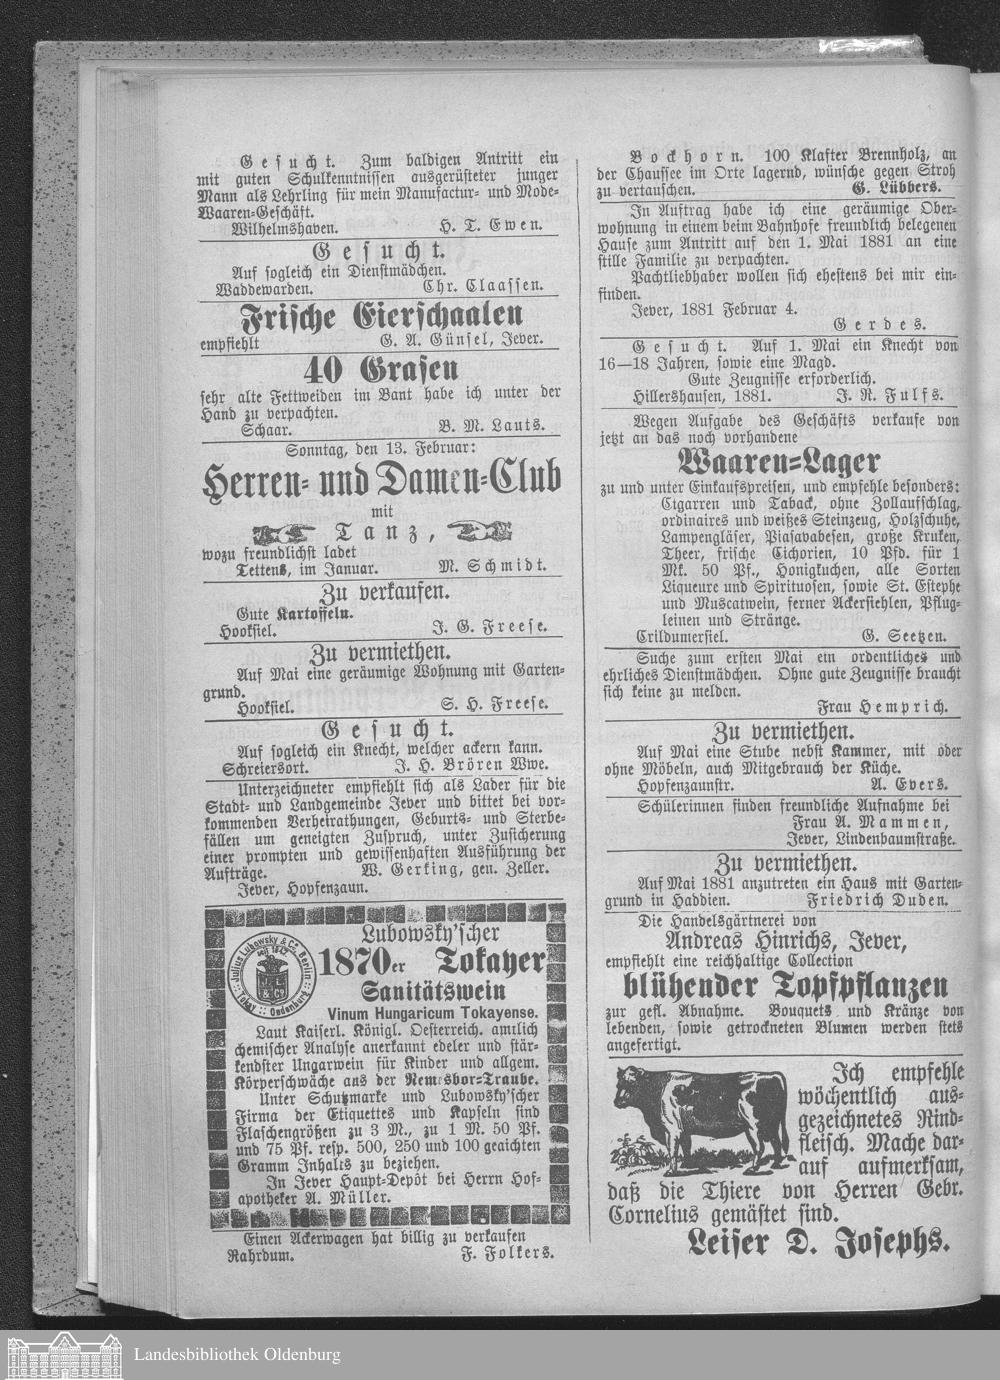 Gesucht. Zum baldigen Antritt ein
mit guten Schulkenntnissen ausgerüsteter junger
Mann als Lehrling für mein Manufactur- und Mode-
Waaren-Geschäft.
Wilhelmshaven. H. T. Ewen.
Gesucht.
Auf sogleich ein Dienstmädchen.
Waddewarden. Chr. Claassen.
Frische Eierschaalen
empfiehlt G. A. Günsel, Jever.
40 Grasen
sehr alte Fettweiden im Bant habe ich unter der
Hand zu verpachten.
Schaar. B. M. Lauts.
Sonntag, den 13. Februar:
Herren- und Damen-Club
mit
Tanz,
wozu freundlichst ladet
Tettens, im Januar. M. Schmidt.
Zu verkaufen.
Gute Kartoffeln.
Hooksiel. J. G. Freese.
Zu vermiethen.
Auf Mai eine geräumige Wohnung mit Garten-
grund.
Hooksiel. S. H. Freese.
Gesucht.
Auf sogleich ein Knecht, welcher ackern kann.
Schreiersort. J. H. Brören Wwe.
Unterzeichneter empfiehlt sich als Lader für die
Stadt- und Landgemeinde Jever und bittet bei vor-
kommenden Verheirathungen, Geburts- und Sterbe-
fällen um geneigten Zuspruch, unter Zusicherung
einer prompten und gewissenhaften Ausführung der
Aufträge. W. Gerking, gen. Zeller.
Jever, Hopfenzaun.
Julius Lubowsky & Co. Berlin
seit 1847
J. L. & Co
Tokay :: Oedenburg
Lubowsky'scher
1870er Tokayer
Sanitätswein
Vinum Hungaricum Tokayense.
Laut Kaiserl. Königl. Oesterreich. amtlich
chemischer Analyse anerkannt edeler und stär-
kendster Ungarwein für Kinder und allgem.
Körperschwäche aus der Nemesbor-Traube.
Unter Schutzmarke und Lubowsky'scher
Firma der Etiquettes und Kapseln sind
Flaschengrößen zu 3 M., zu 1 M. 50 Pf.
und 75 Pf. resp. 500, 250 und 100 geaichten
Gramm Inhalts zu beziehen.
In Jever Haupt-Depôt bei Herrn Hof-
apotheker A. Müller.
Einen Ackerwagen hat billig zu verkaufen
Rahrdum. F. Folkers.
Bockhorn. 100 Klafter Brennholz, an
der Chaussee im Orte lagernd, wünsche gegen Stroh
zu vertauschen. G. Lübbers.
In Auftrag habe ich eine geräumige Ober-
wohnung in einem beim Bahnhofe freundlich belegenen
Hause zum Antritt auf den 1. Mai 1881 an eine
stille Familie zu verpachten.
Pachtliebhaber wollen sich ehestens bei mir ein-
finden.
Jever, 1881 Februar 4.
Gerdes.
Gesucht. Auf 1. Mai ein Knecht von
16—18 Jahren, sowie eine Magd.
Gute Zeugnisse erforderlich.
Hillershausen, 1881. J. R. Fulfs.
Wegen Aufgabe des Geschäfts verkaufe von
jetzt an das noch vorhandene
Waaren-Lager
zu und unter Einkaufspreisen, und empfehle besonders:
Cigarren und Taback, ohne Zollaufschlag,
ordinaires und weißes Steinzeug, Holzschuhe,
Lampengläser, Piasavabesen, große Kruken,
Theer, frische Cichorien, 10 Pfd. für 1
Mk. 50 Pf., Honigkuchen, alle Sorten
Liqueure und Spirituosen, sowie St. Estephe
und Muscatwein, ferner Ackersiehlen, Pflug-
leinen und Stränge.
Crildumersiel. G. Seetzen.
Suche zum ersten Mai ein ordentliches und
ehrliches Dienstmädchen. Ohne gute Zeugnisse braucht
sich keine zu melden.
Frau Hemprich.
Zu vermiethen.
Auf Mai eine Stube nebst Kammer, mit oder
ohne Möbeln, auch Mitgebrauch der Küche.
Hopfenzaunstr. A. Evers.
Schülerinnen finden freundliche Aufnahme bei
Frau A. Mammen,
Jever, Lindenbaumstraße.
Zu vermiethen.
Auf Mai 1881 anzutreten ein Haus mit Garten-
grund in Haddien. Friedrich Duden.
Die Handelsgärtnerei von
Andreas Hinrichs, Jever,
empfiehlt eine reichhaltige Collection
blühender Topfpflanzen
zur gefl. Abnahme. Bouquets und Kränze von
lebenden, sowie getrockneten Blumen werden stets
angefertigt.
Ich empfehle
wöchentlich aus-
gezeichnetes Rind-
fleisch. Mache dar-
auf aufmerksam,
daß die Thiere von Herren Gebr.
Cornelius gemästet sind.
Leiser D. Josephs.
Landesbibliothek Oldenburg